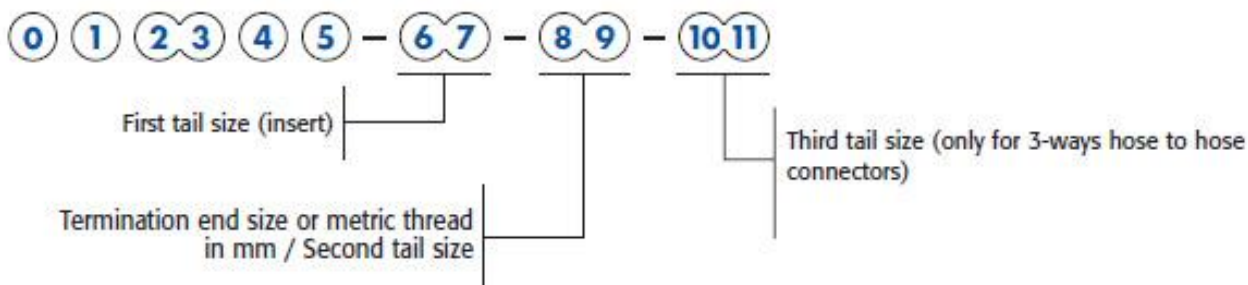 0 1 2 3 4 5 – 6 7 – 8 9 – 10 11
First tail size (insert)
Third tail size (only for 3-ways hose to hose
connectors)
Termination end size or metric thread
in mm / Second tail size